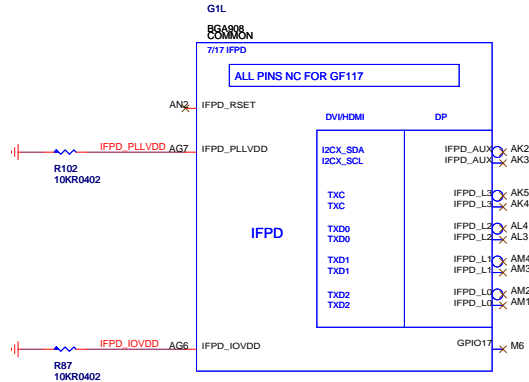 G1L
BGA908
COMMON
7/17 IFPD
ALL PINS NC FOR GF117
AN2 IFPD_RSET
DVI/HDMI DP
IFPD_PLLVDD AG7 IFPD_PLLVDD
R102
10KR0402
I2CX_SDA IFPD_AUX AK2
I2CX_SCL IFPD_AUX AK3
TXC IFPD_L3 AK5
TXC IFPD_L3 AK4
TXD0 IFPD_L2 AL4
TXD0 IFPD_L2 AL3
IFPD
TXD1 IFPD_L1 AM4
TXD1 IFPD_L1 AM3
TXD2 IFPD_L0 AM2
TXD2 IFPD_L0 AM1
IFPD_IOVDD AG6 IFPD_IOVDD
GPIO17 M6
R87
10KR0402